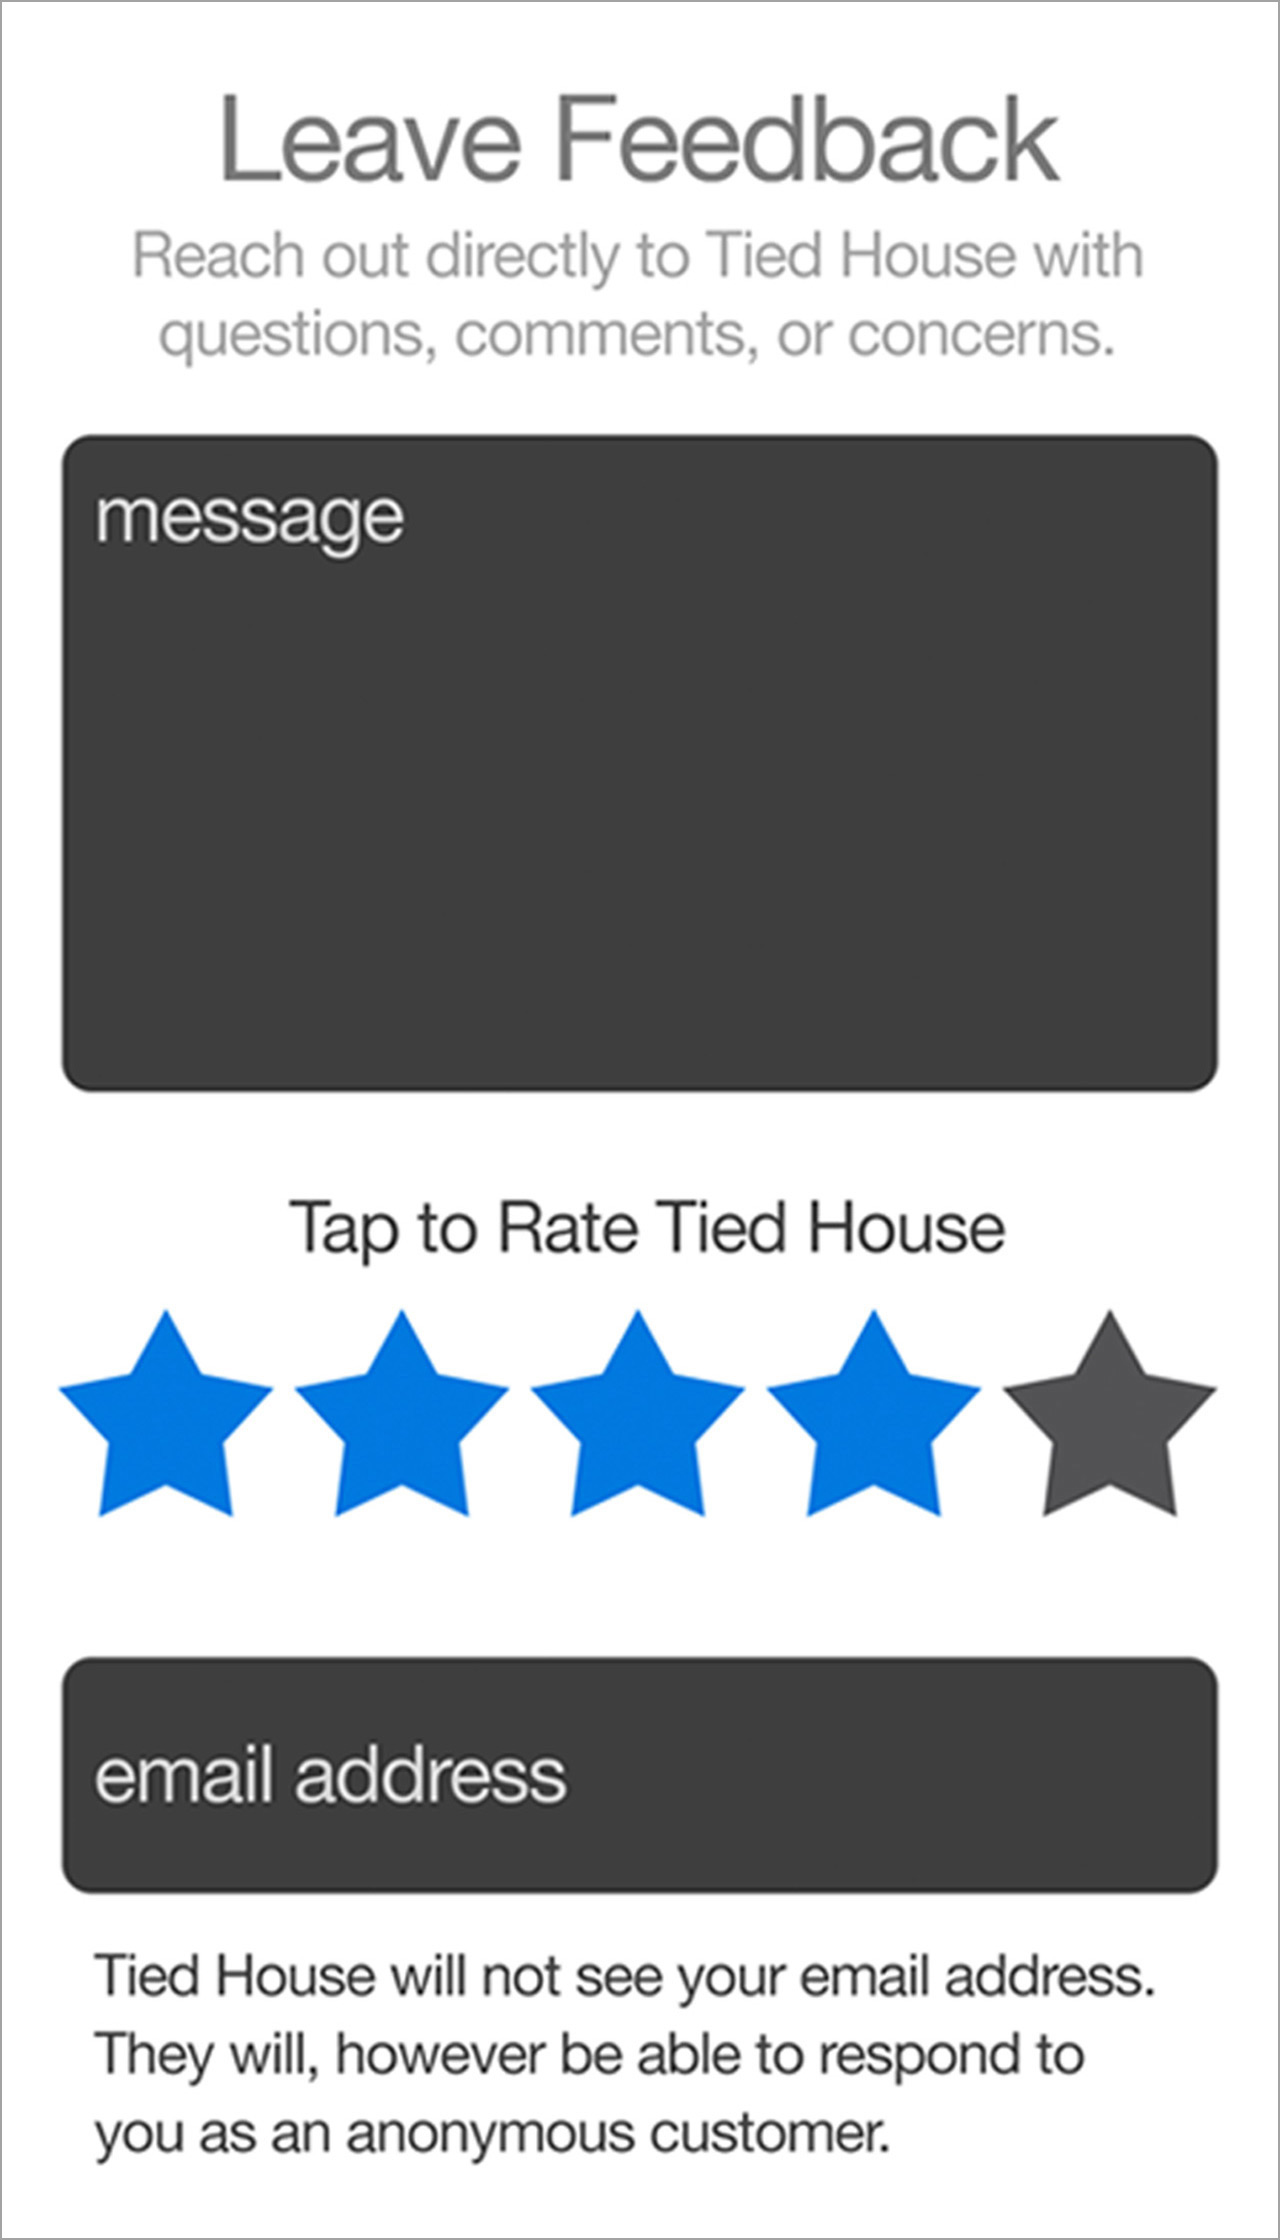 Leave Feedback
Reach out directly to Tied House with
questions, comments, or concerns.
message
Tap to Rate Tied House
email address
Tied House will not see your email address.
They will, however be able to respond to
you as an anonymous customer.